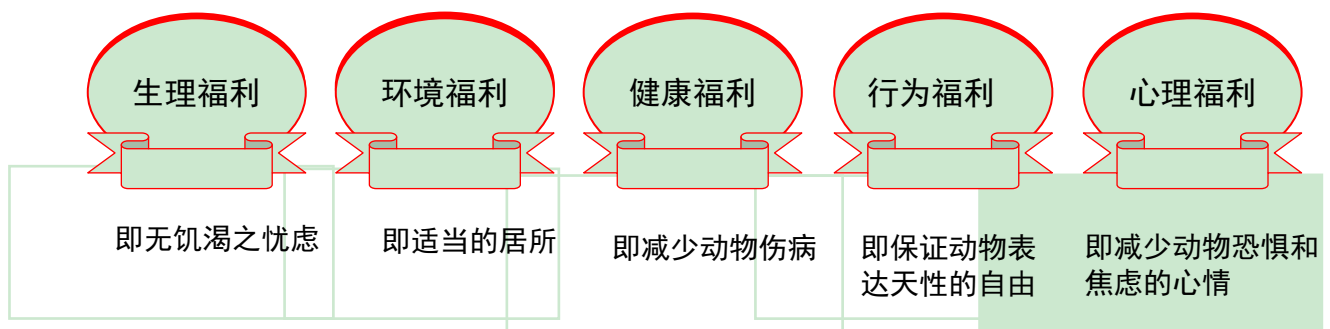 生理福利
环境福利
健康福利
行为福利
心理福利
即无饥渴之忧虑
即适当的居所
即减少动物伤病
即保证动物表
达天性的自由
即减少动物恐惧和
焦虑的心情